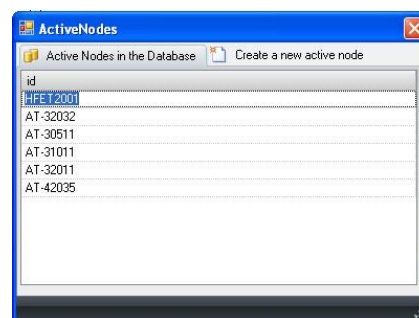 ActiveNodes
Active Nodes in the Database Create a new active node
id
HFET2001
AT-32032
AT-30511
AT-31011
AT-32011
AT-42035